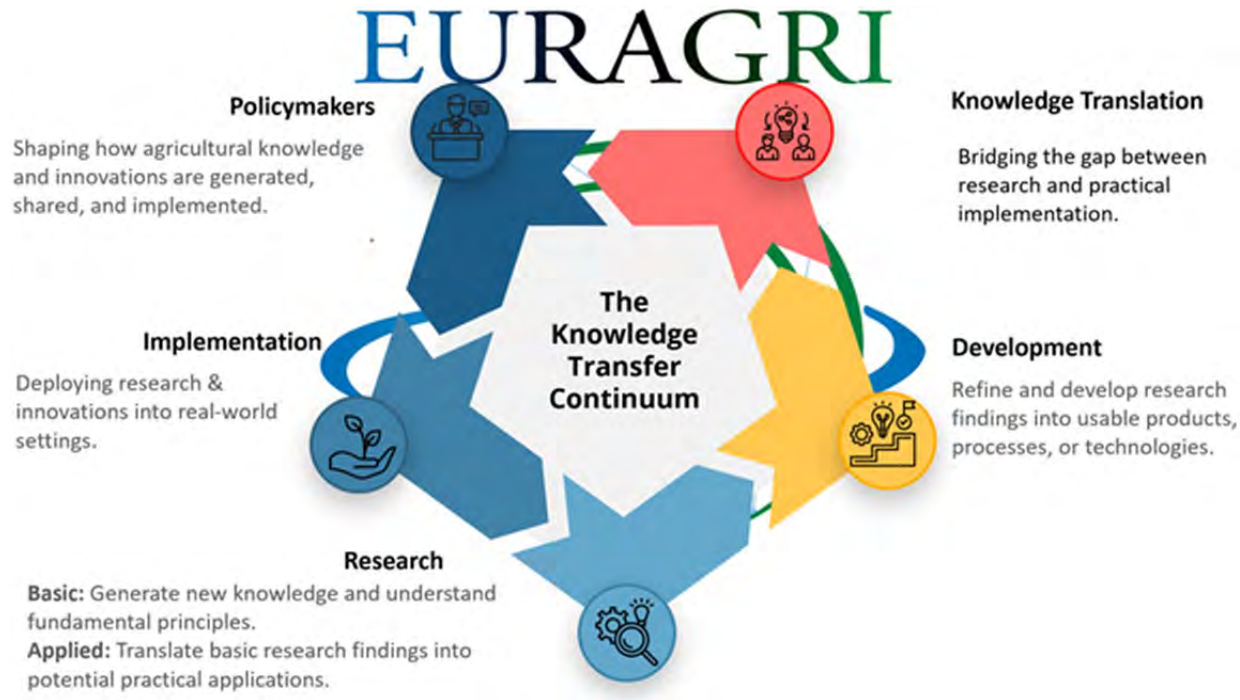 EURAGRI
Policymakers
Shaping how agricultural knowledge
and innovations are generated,
shared, and implemented.
Knowledge Translation
Bridging the gap between
research and practical
implementation.
The
Knowledge
Transfer
Continuum
Implementation
Deploying research &
innovations into real-world
settings.
Development
Refine and develop research
findings into usable products,
processes, or technologies.
Research
Basic: Generate new knowledge and understand
fundamental principles.
Applied: Translate basic research findings into
potential practical applications.